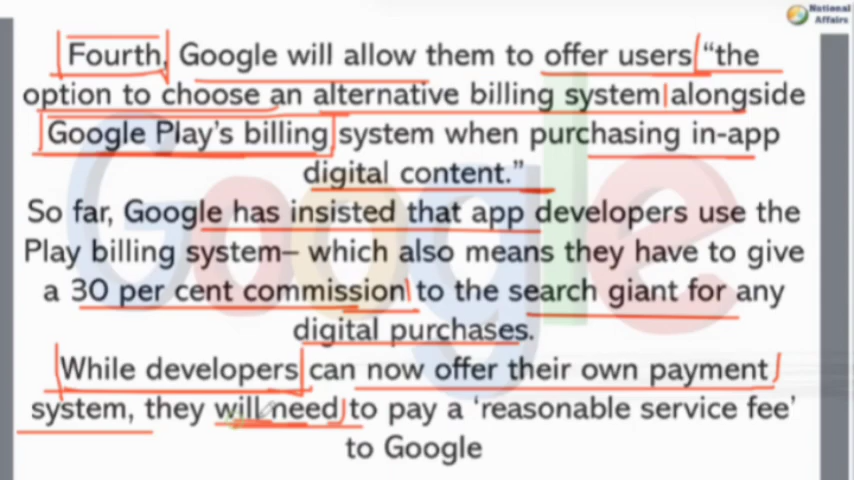 National
Affairs
Fourth, Google will allow them to offer users “the
option to choose an alternative billing system alongside
Google Play’s billing system when purchasing in-app
digital content.”
So far, Google has insisted that app developers use the
Play billing system– which also means they have to give
a 30 per cent commission to the search giant for any
digital purchases.
While developers can now offer their own payment
system, they will need to pay a ‘reasonable service fee’
to Google
Google